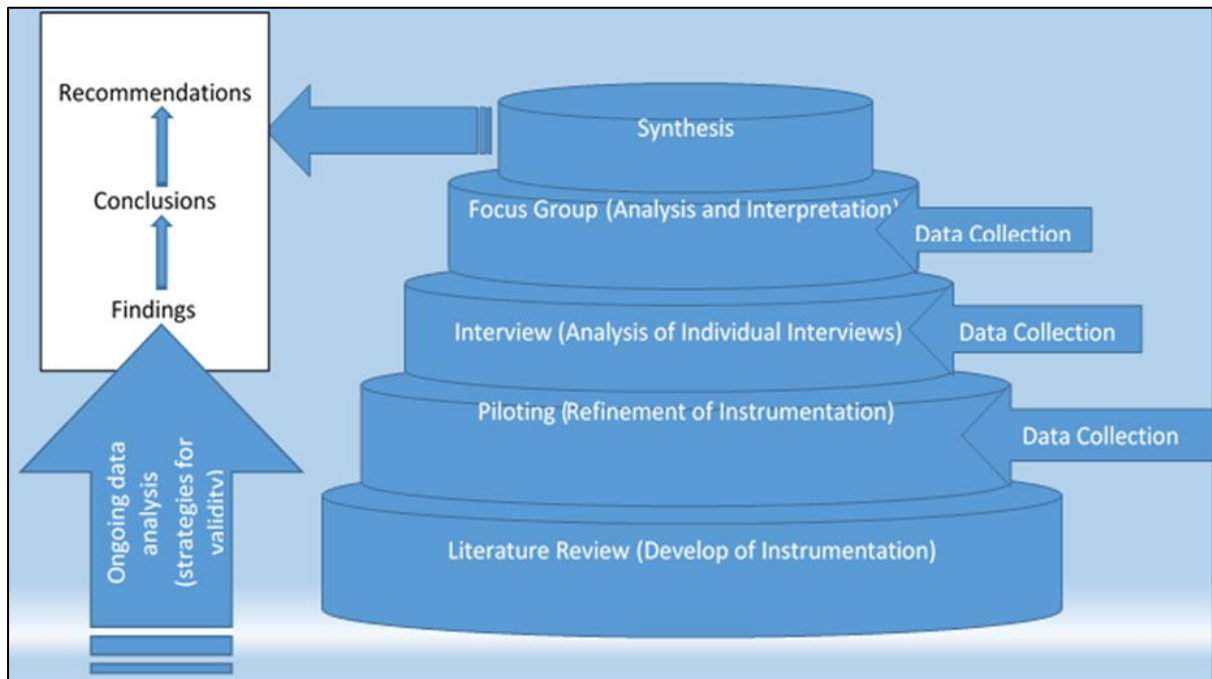 Recommendations
Conclusions
Findings
Ongoing data
analysis
(strategies for
validity)
Synthesis
Focus Group (Analysis and Interpretation)
Data Collection
Interview (Analysis of Individual Interviews)
Data Collection
Piloting (Refinement of Instrumentation)
Data Collection
Literature Review (Develop of Instrumentation)